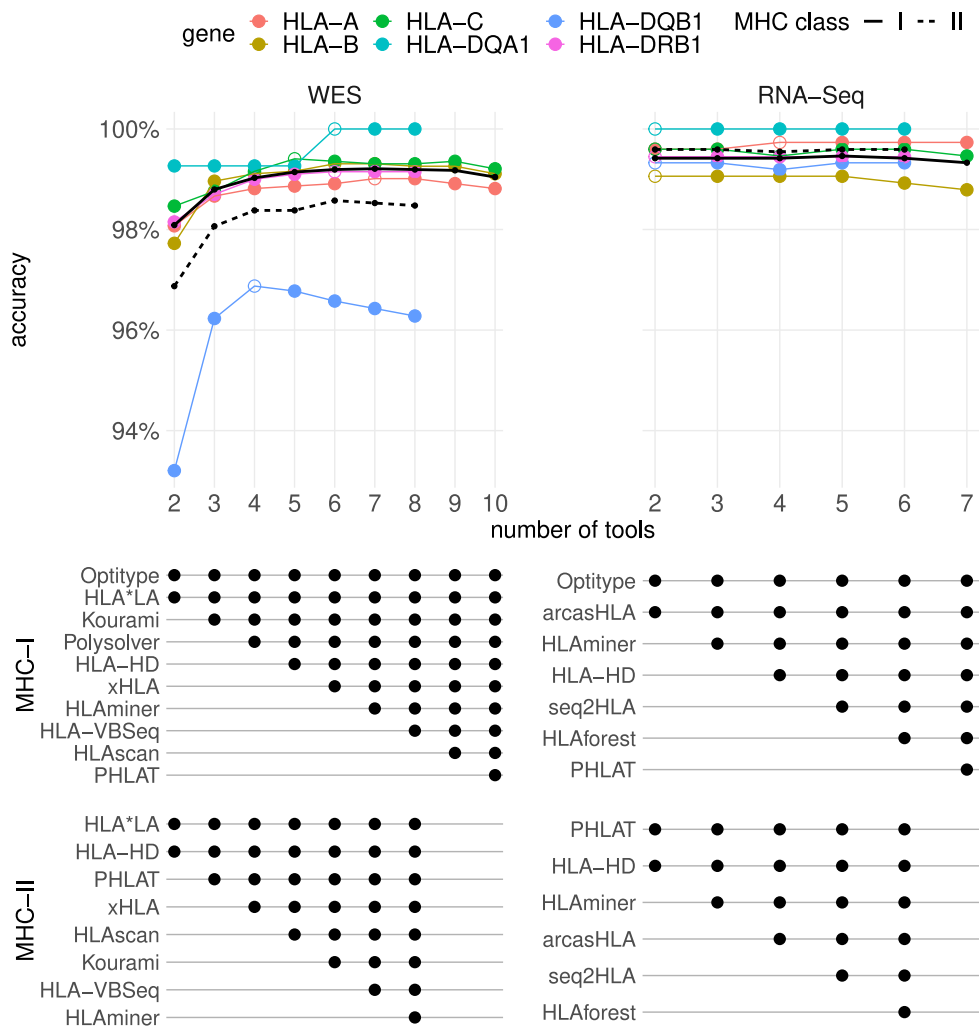 gene HLA−A HLA−C HLA−DQB1 MHC class I II
HLA−B HLA−DQA1 HLA−DRB1
WES RNA−Seq
100%
98%
96%
94%
accuracy
2 3 4 5 6 7 8 9 10 2 3 4 5 6 7
number of tools
MHC−I
Optitype
HLA*LA
Kourami
Polysolver
HLA−HD
xHLA
HLAminer
HLA−VBSeq
HLAscan
PHLAT
Optitype
arcasHLA
HLAminer
HLA−HD
seq2HLA
HLAforest
PHLAT
MHC−II
HLA*LA
HLA−HD
PHLAT
xHLA
HLAscan
Kourami
HLA−VBSeq
HLAminer
PHLAT
HLA−HD
HLAminer
arcasHLA
seq2HLA
HLAforest